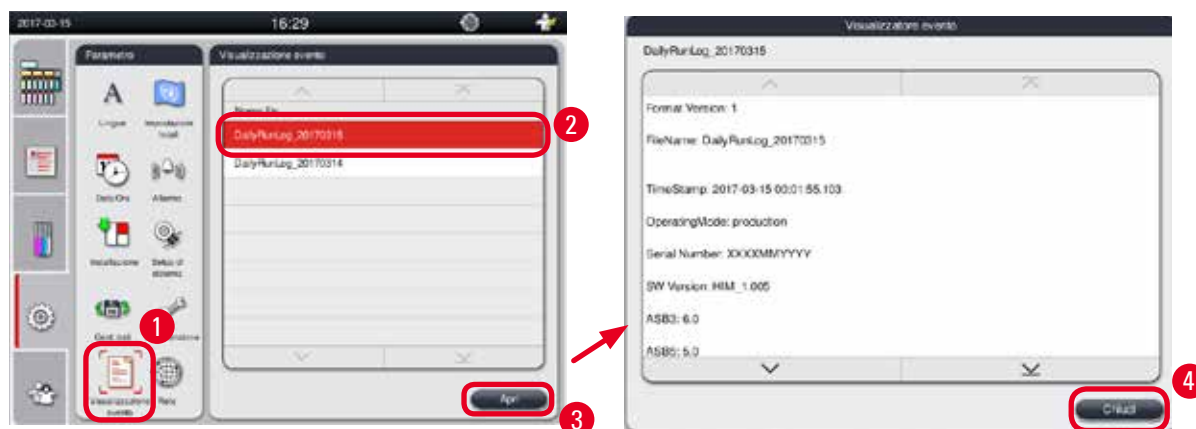 2017-03-15
16:29
Parametro
Visualizzazione evento
Lingua
Impostazioni
locali
Data/Ora
Allarme
Installazione
Setup di
sistema
Visualizzazione
evento
Rete
DailyRunLog_20170315
DailyRunLog_20170314
Apri
1
2
3
Visualizzatore evento
DailyRunLog_20170315
Format Version: 1
FileName: DailyRunLog_20170315
TimeStamp: 2017-03-15 00:01:55.103
OperatingMode: production
Serial Number: XXXXMMYYYY
SW Version: HIM_1.005
ASB3: 6.0
ASB5: 5.0
Chiudi
4